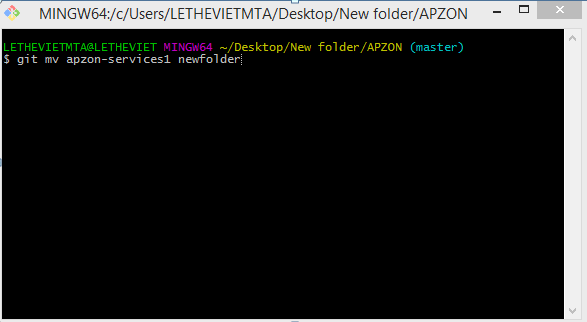 MINGW64:/c/Users/LETHEVIETMTA/Desktop/New folder/APZON
LETHEVIETMTA@LETHEVIET MINGW64 ~/Desktop/New folder/APZON (master)
$ git mv apzon-services1 newfolder